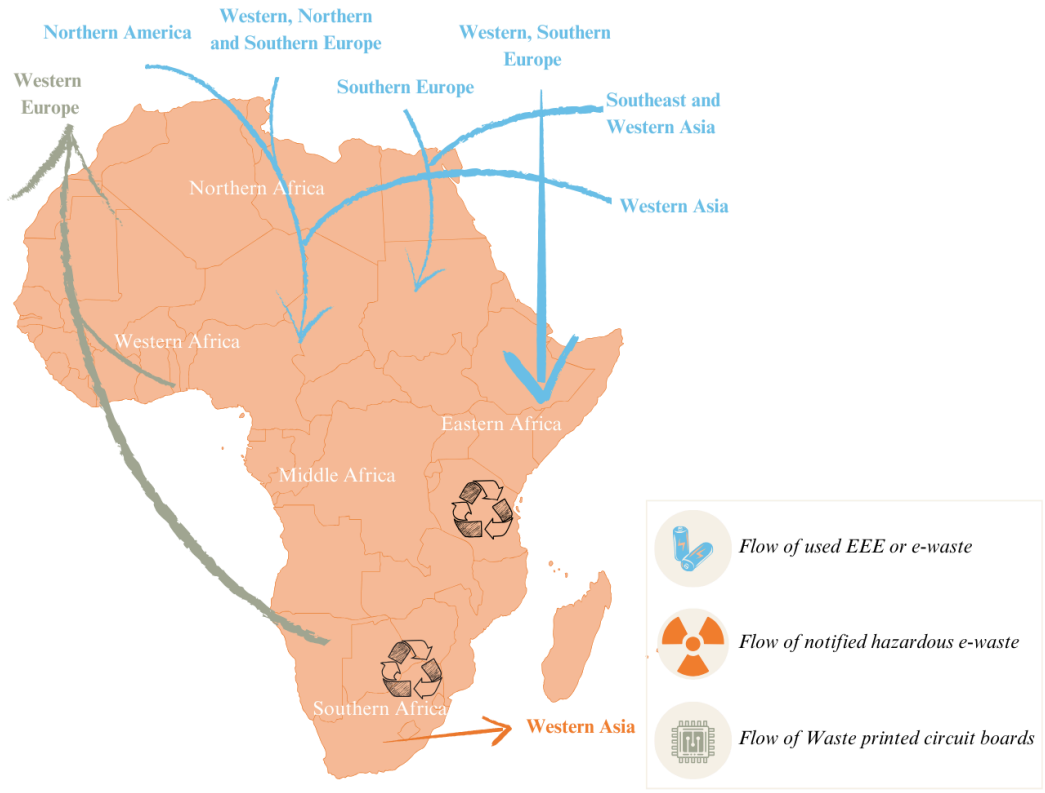 Northern America
Western, Northern
and Southern Europe
Western, Southern
Europe
Western
Europe
Southern Europe
Southeast and
Western Asia
Northern Africa
Western Asia
Western Africa
Eastern Africa
Middle Africa
Southern Africa
Western Asia
Flow of used EEE or e-waste
Flow of notified hazardous e-waste
Flow of Waste printed circuit boards